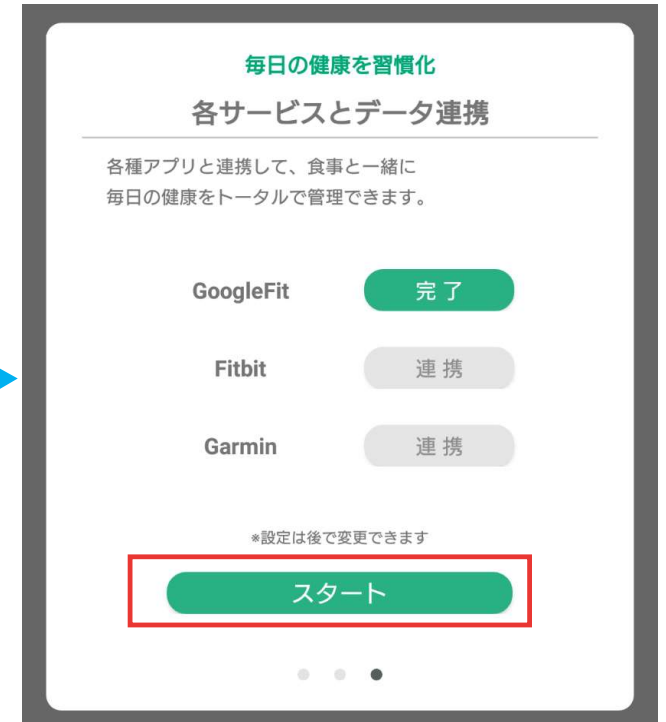 毎日の健康を習慣化
各サービスとデータ連携
各種アプリと連携して、食事と一緒に
毎日の健康をトータルで管理できます。
GoogleFit 完了
Fitbit 連携
Garmin 連携
※設定は後で変更できます
スタート